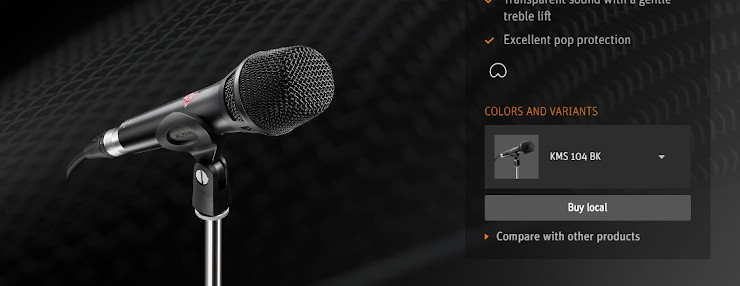 Transparent sound with a gentle
treble lift
Excellent pop protection
COLORS AND VARIANTS
KMS 104 BK
Buy local
Compare with other products